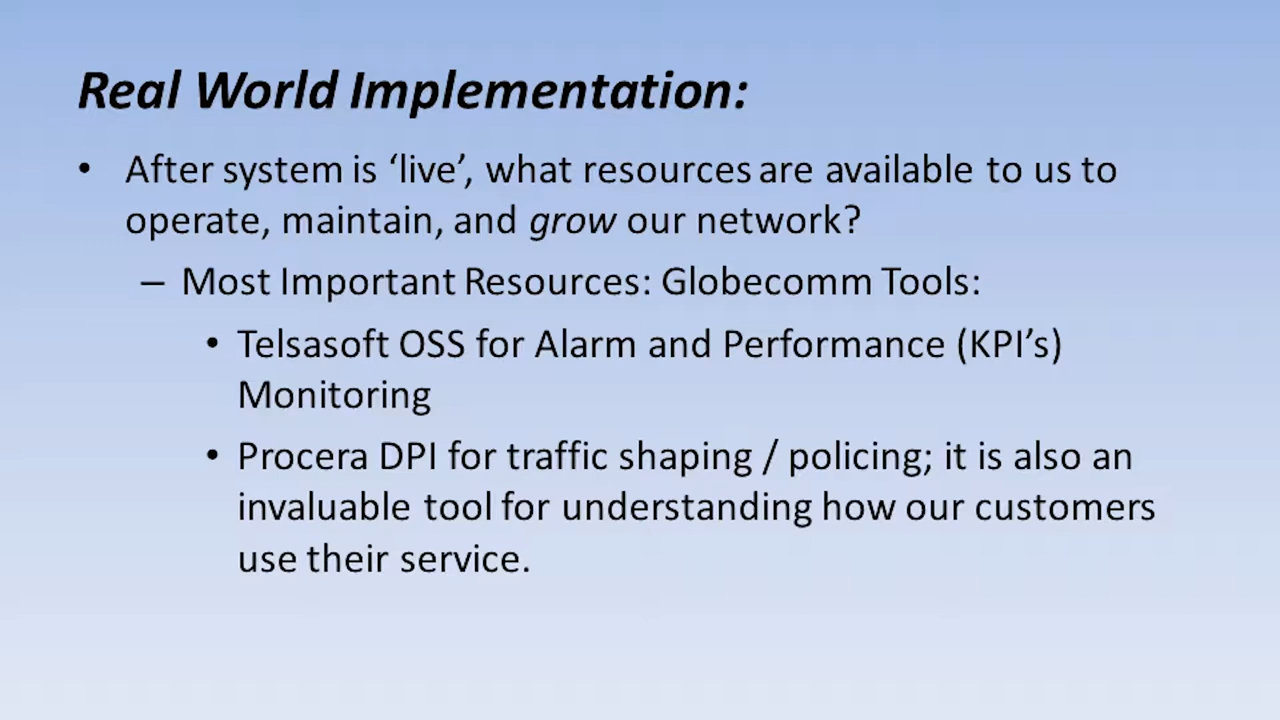 Real World Implementation:
• After system is ‘live’, what resources are available to us to
operate, maintain, and grow our network?
– Most Important Resources: Globecomm Tools:
• Telsasoft OSS for Alarm and Performance (KPI’s)
Monitoring
• Procera DPI for traffic shaping / policing; it is also an
invaluable tool for understanding how our customers
use their service.